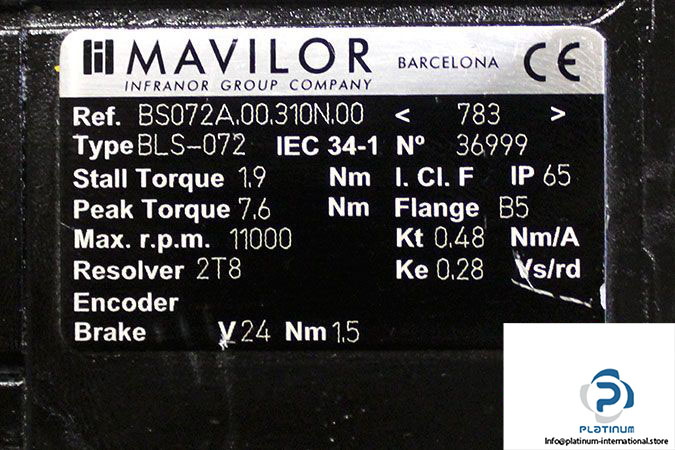 MAVILOR BARCELONA CE
INFRANOR GROUP COMPANY
Ref. BS072A.00.310N.00 < 783 >
Type BLS-072 IEC 34-1 Nº 36999
Stall Torque 1.9 Nm I. Cl. F IP 65
Peak Torque 7.6 Nm Flange B5
Max. r.p.m. 11000 Kt 0.48 Nm/A
Resolver 2T8 Ke 0.28 Vs/rd
Encoder
Brake V 24 Nm 1.5
PLATINUM
Info@platinum-international.store